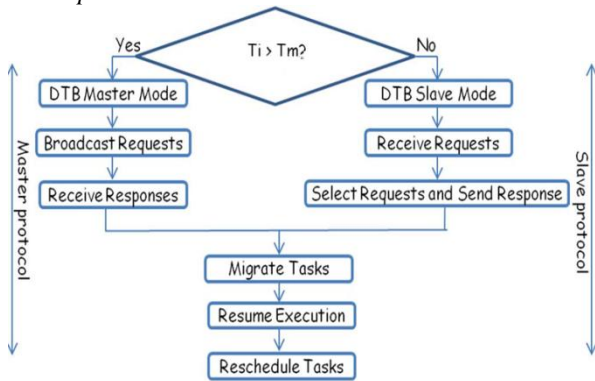 Ti > Tm?
Yes
No
DTB Master Mode
DTB Slave Mode
Broadcast Requests
Receive Requests
Receive Responses
Select Requests and Send Response
Migrate Tasks
Resume Execution
Reschedule Tasks
Master protocol
Slave protocol